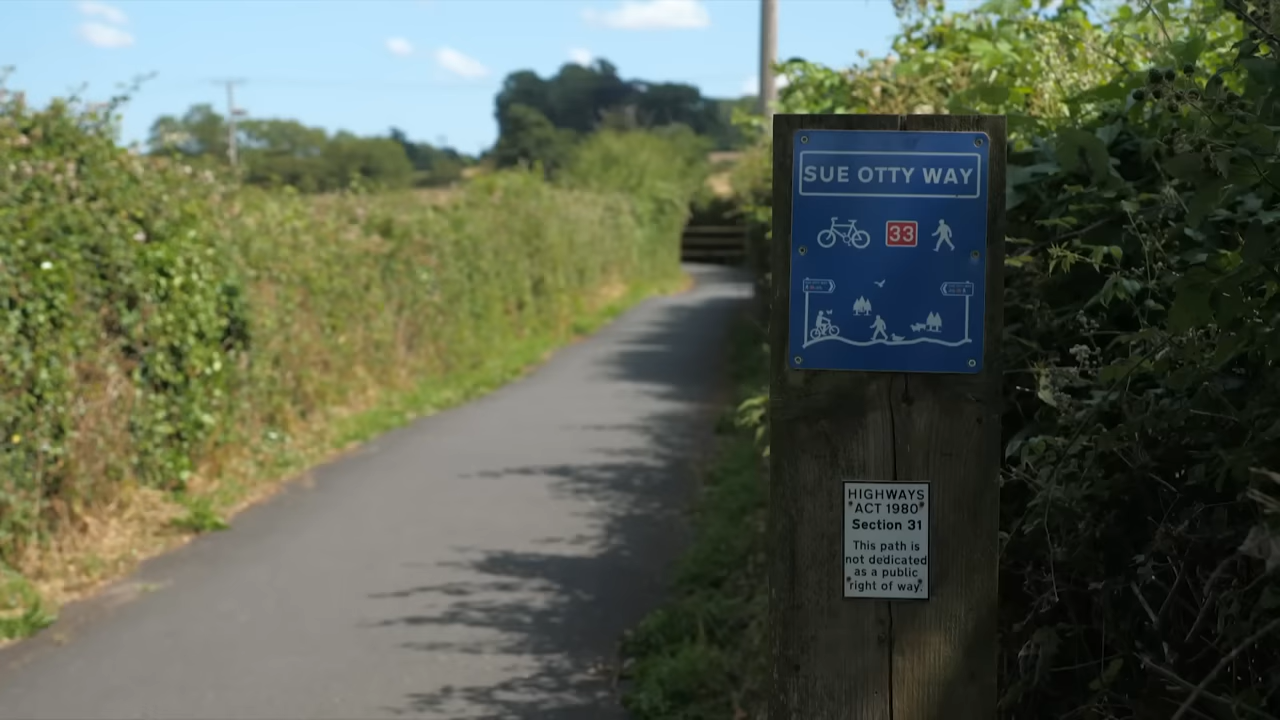 SUE OTTY WAY
33
HIGHWAYS
ACT 1980
Section 31
This path is
not dedicated
as a public
right of way.